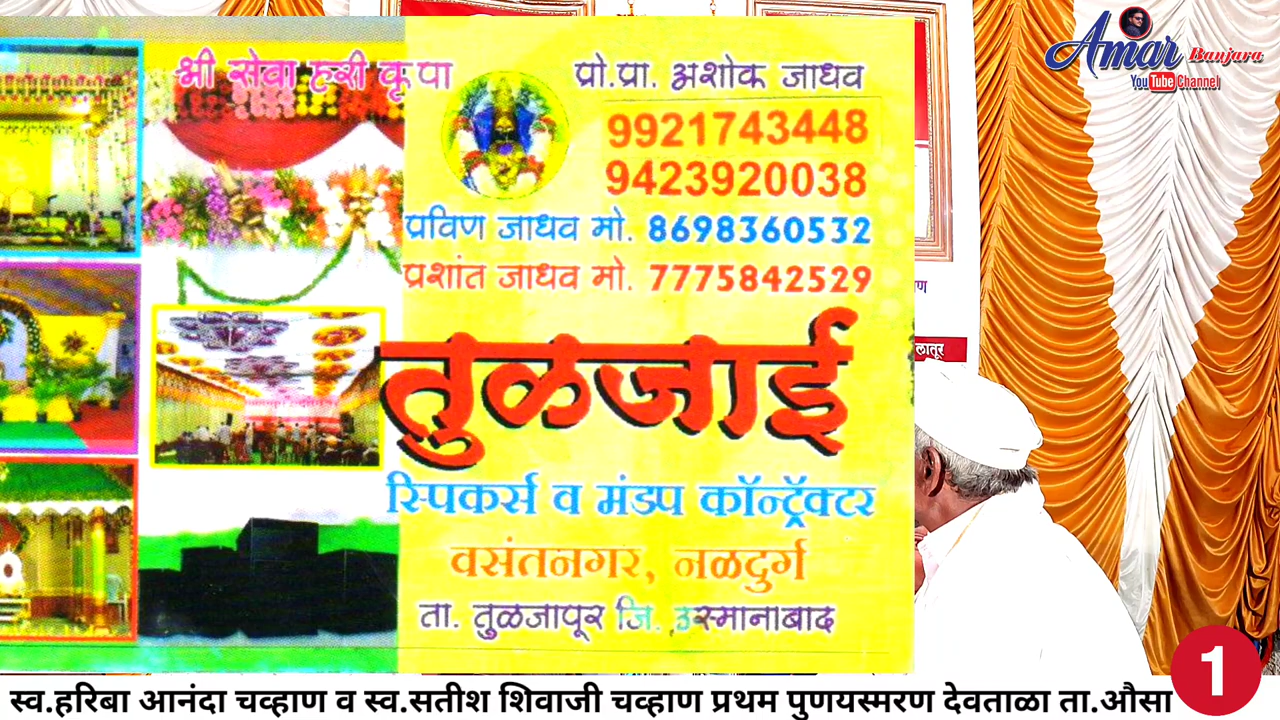 श्री सेवा हरी कृपा
प्रो.प्रा. अशोक जाधव
9921743448
9423920038
प्रविण जाधव मो. 8698360532
प्रशांत जाधव मो. 7775842529
तुळजाई
स्पिकर्स व मंडप कॉन्ट्रॅक्टर
वसंतनगर, नळदुर्ग
ता. तुळजापूर जि. उस्मानाबाद
Amar Banjara
YouTube Channel
लातूर
1
स्व.हरिबा आनंदा चव्हाण व स्व.सतीश शिवाजी चव्हाण प्रथम पुणयस्मरण देवताळा ता.औसा